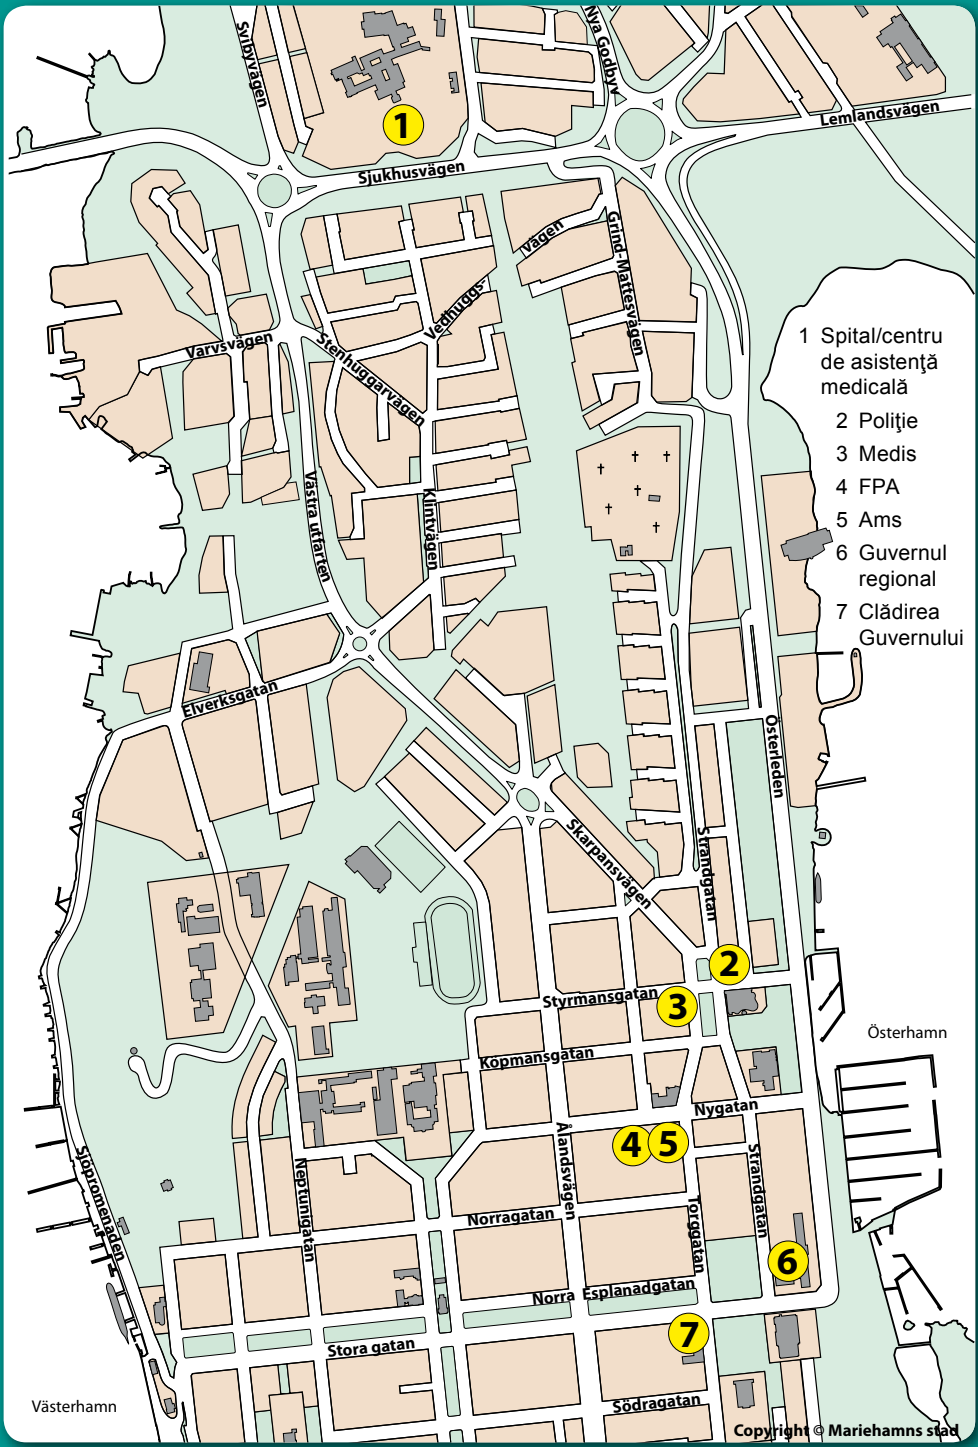 Svibyvägen
Nya Godbyv
Lemlandsvägen
1
Sjukhusvägen
vägen
Grind-Mattesvägen
Vedhuggs-
Varvsvägen
Stenhuggarvägen
1 Spital/centru
de asistenţă
medicală
2 Poliţie
3 Medis
4 FPA
5 Ams
6 Guvernul
regional
7 Clădirea
Guvernului
Västra utfarten
Klintvägen
Elverksgatan
Österleden
Skarpansvägen
Strandgatan
2
Styrmansgatan
3
Österhamn
Köpmansgatan
Nygatan
4
5
Ålandsvägen
Strandgatan
Sjöpromenaden
Neptunigatan
Torggatan
Norragatan
6
Norra Esplanadgatan
7
Stora gatan
Södragatan
Västerhamn
Copyright © Mariehamns stad